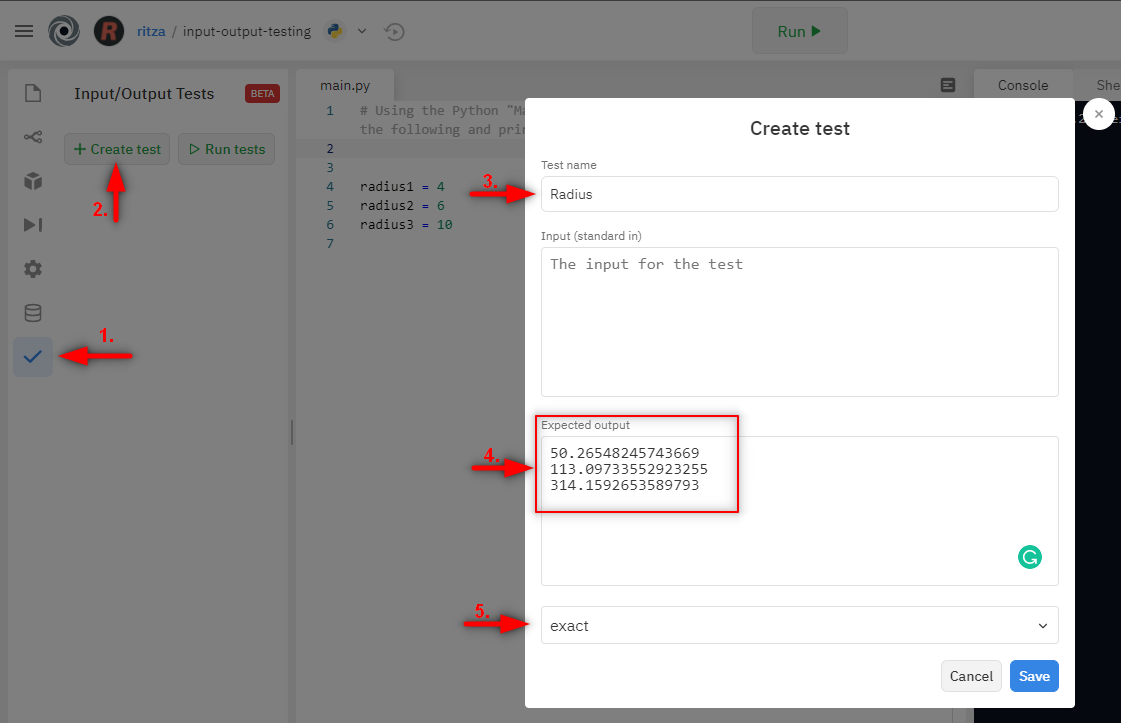 R ritza / input-output-testing Run
Input/Output Tests BETA
+ Create test Run tests
1.
2.
main.py
1 # Using the Python "Ma
the following and prin
2
3
4 radius1 = 4
5 radius2 = 6
6 radius3 = 10
7
Console She
Create test
Test name
3.
Radius
Input (standard in)
The input for the test
Expected output
4.
50.26548245743669
113.09733552923255
314.1592653589793
5.
exact
Cancel Save